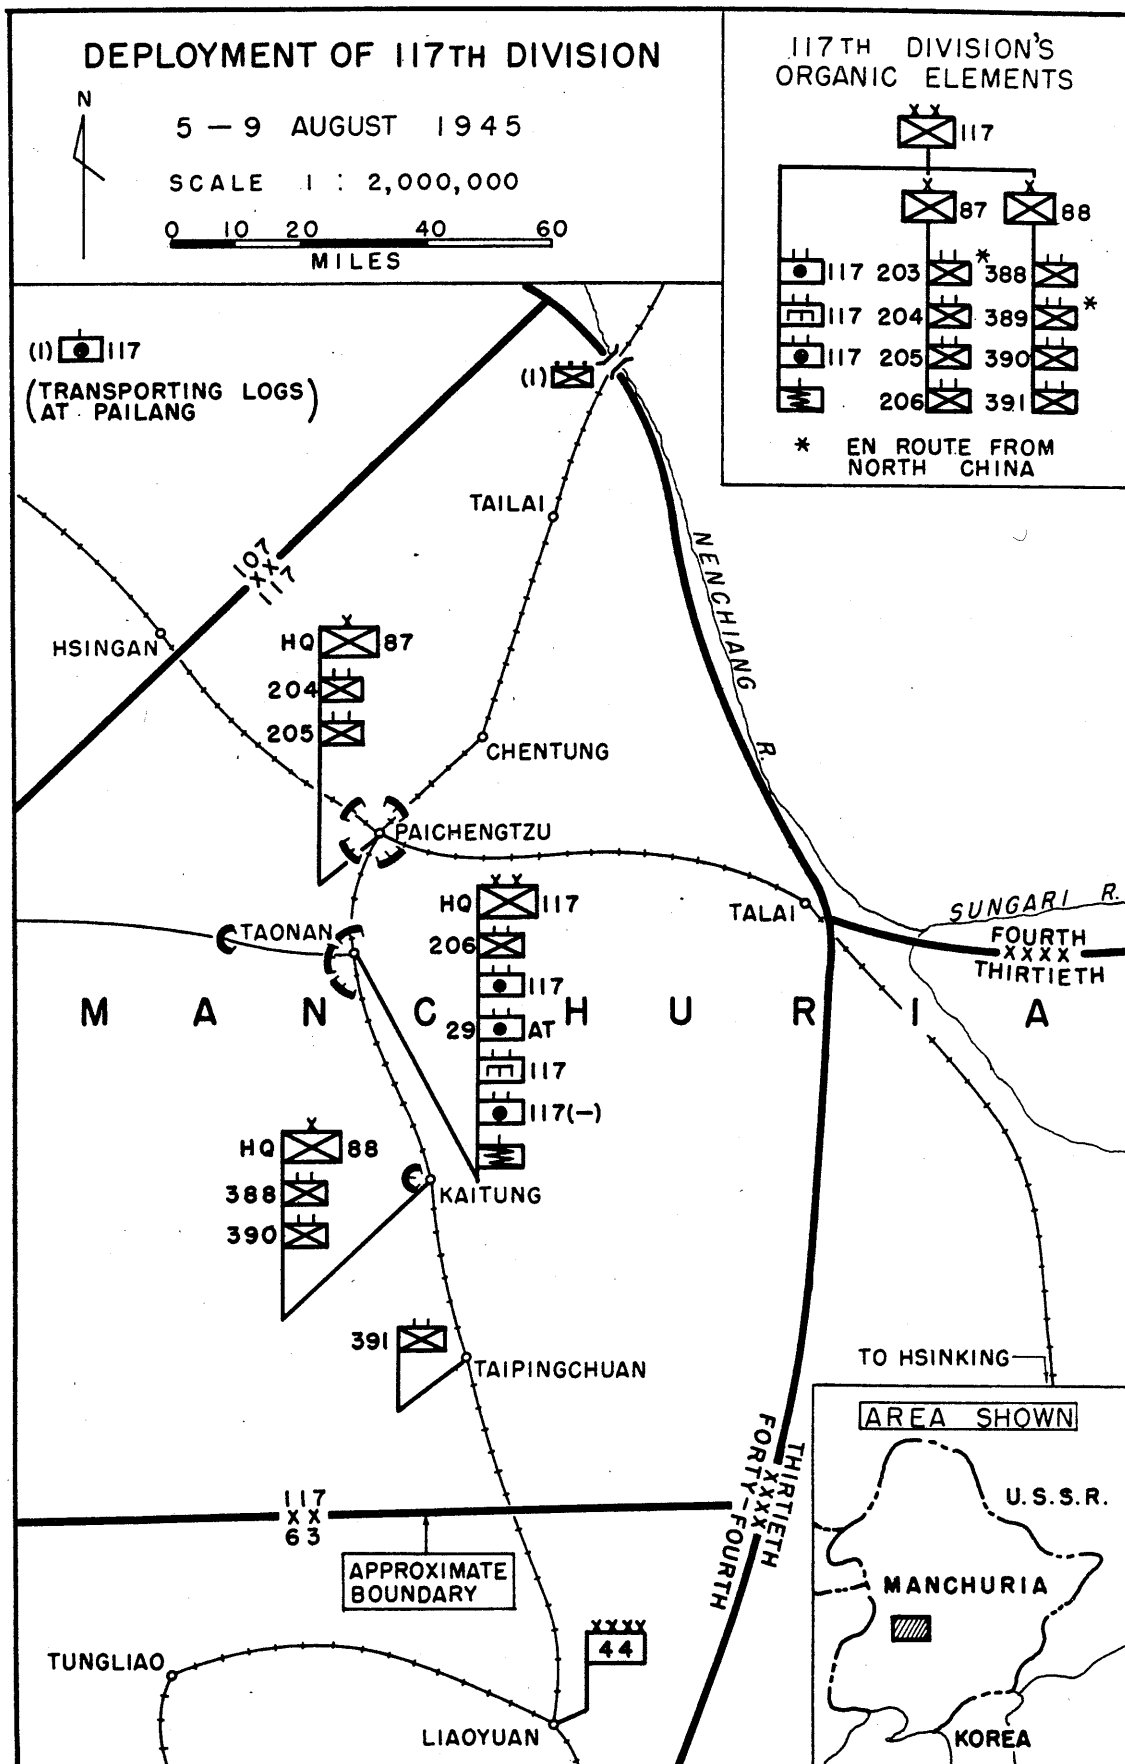 DEPLOYMENT OF 117TH DIVISION
N
5 – 9 AUGUST 1945
SCALE 1 : 2,000,000
0 10 20 40 60
MILES
117TH DIVISION'S
ORGANIC ELEMENTS
117
87 88
117 203 * 388
117 204 389 *
117 205 390
206 391
* EN ROUTE FROM
NORTH CHINA
(1) 117
(TRANSPORTING LOGS)
(AT PAILANG)
(1)
TAILAI
NENCHIANG R.
107
XX
117
HSINGAN
HQ 87
204
205
CHENTUNG
PAICHENGTZU
HQ 117
TALAI
SUNGARI R.
TAONAN
206
FOURTH
XXXX
THIRTIETH
117
MANCHURIA
29 AT
117
117(–)
HQ 88
388
KAITUNG
390
391
TAIPINGCHUAN
TO HSINKING
THIRTIETH
XXXX
FORTY-FOURTH
117
XX
63
APPROXIMATE
BOUNDARY
44
TUNGLIAO
LIAOYUAN
AREA SHOWN
U.S.S.R.
MANCHURIA
KOREA